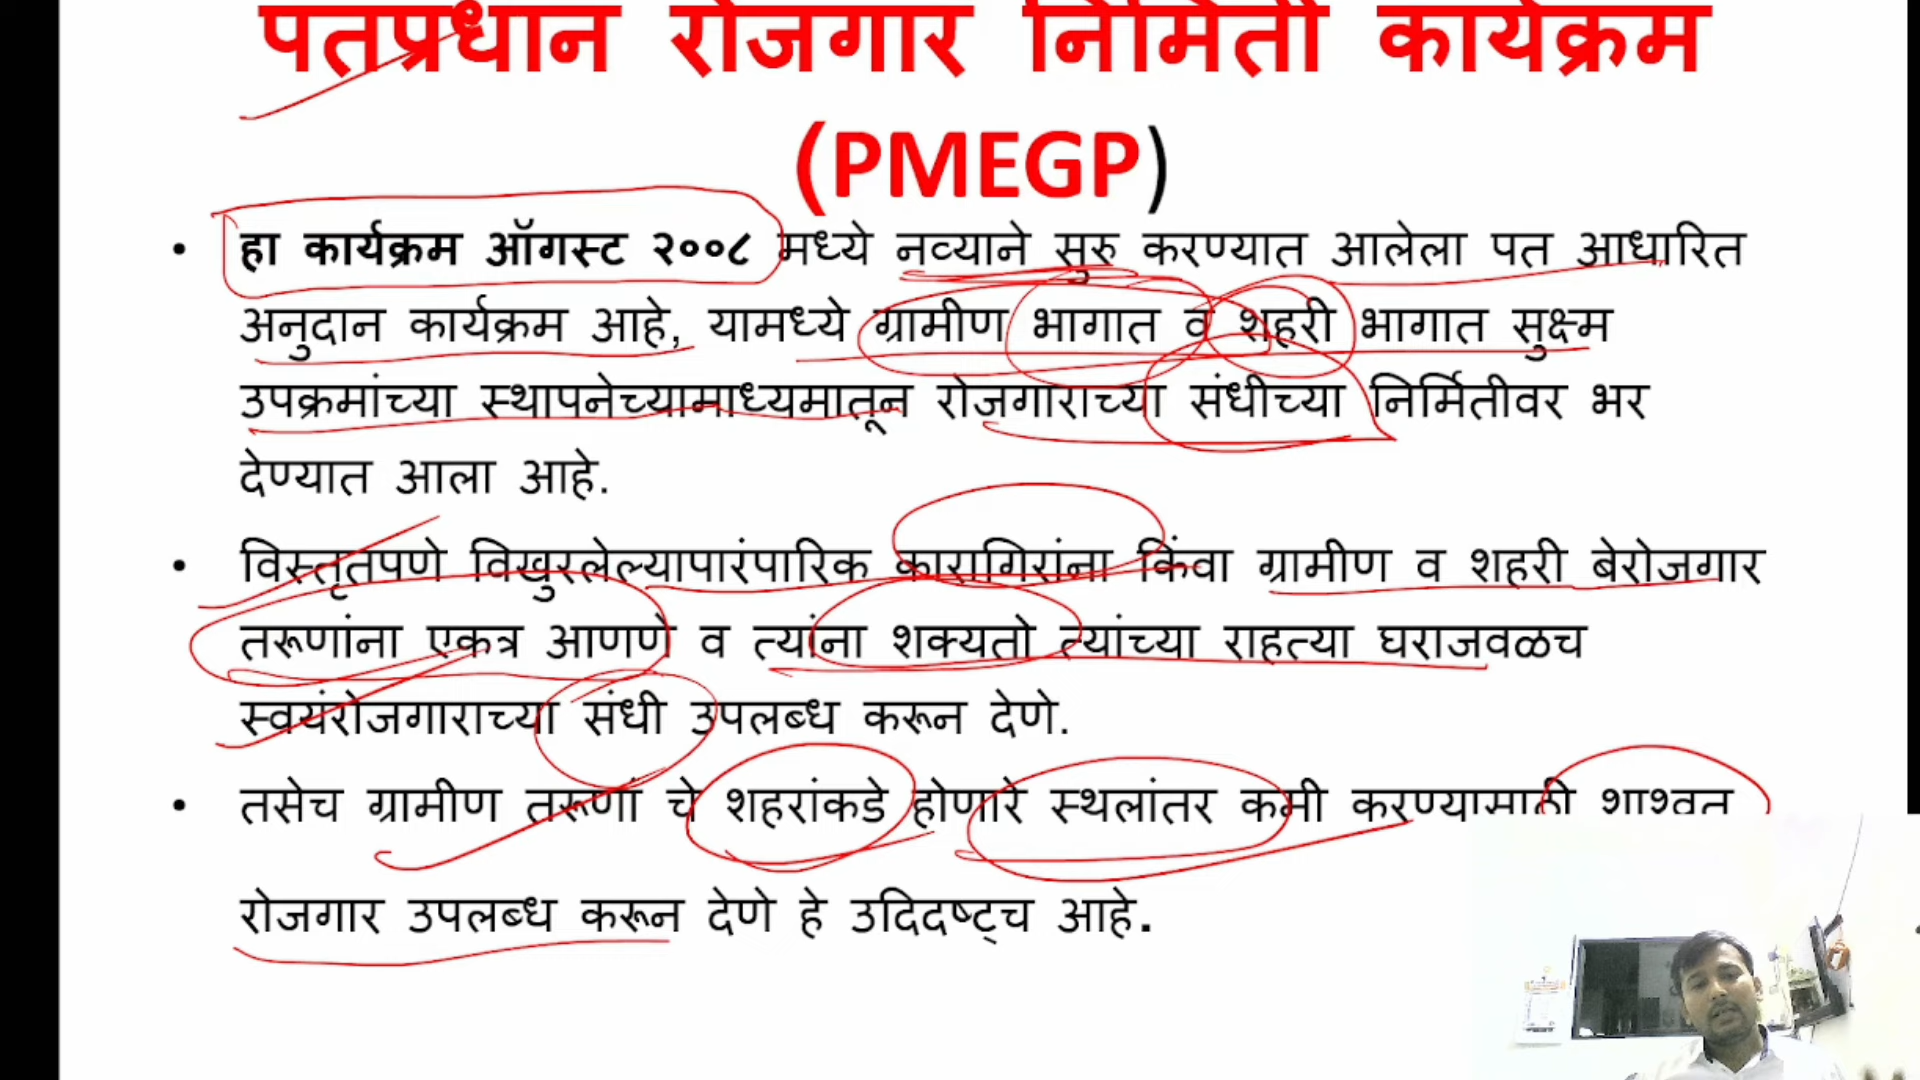 पतप्रधान रोजगार निर्मिती कार्यक्रम
(PMEGP)
• हा कार्यक्रम ऑगस्ट २००८ मध्ये नव्याने सुरु करण्यात आलेला पत आधारित
अनुदान कार्यक्रम आहे, यामध्ये ग्रामीण भागात व शहरी भागात सुक्ष्म
उपक्रमांच्या स्थापनेच्यामाध्यमातून रोजगाराच्या संधीच्या निर्मितीवर भर
देण्यात आला आहे.
• विस्तृतपणे विखुरलेल्यापारंपारिक कारागिरांना किंवा ग्रामीण व शहरी बेरोजगार
तरूणांना एकत्र आणणे व त्यांना शक्यतो त्यांच्या राहत्या घराजवळच
स्वयंरोजगाराच्या संधी उपलब्ध करून देणे.
• तसेच ग्रामीण तरूणां चे शहरांकडे होणारे स्थलांतर कमी करण्यासाठी शाश्वत
रोजगार उपलब्ध करून देणे हे उदिदष्ट्च आहे.